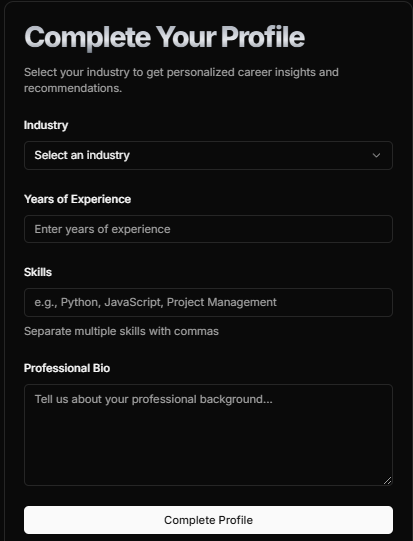 Complete Your Profile
Select your industry to get personalized career insights and
recommendations.
Industry
Select an industry
Years of Experience
Enter years of experience
Skills
e.g., Python, JavaScript, Project Management
Separate multiple skills with commas
Professional Bio
Tell us about your professional background...
Complete Profile